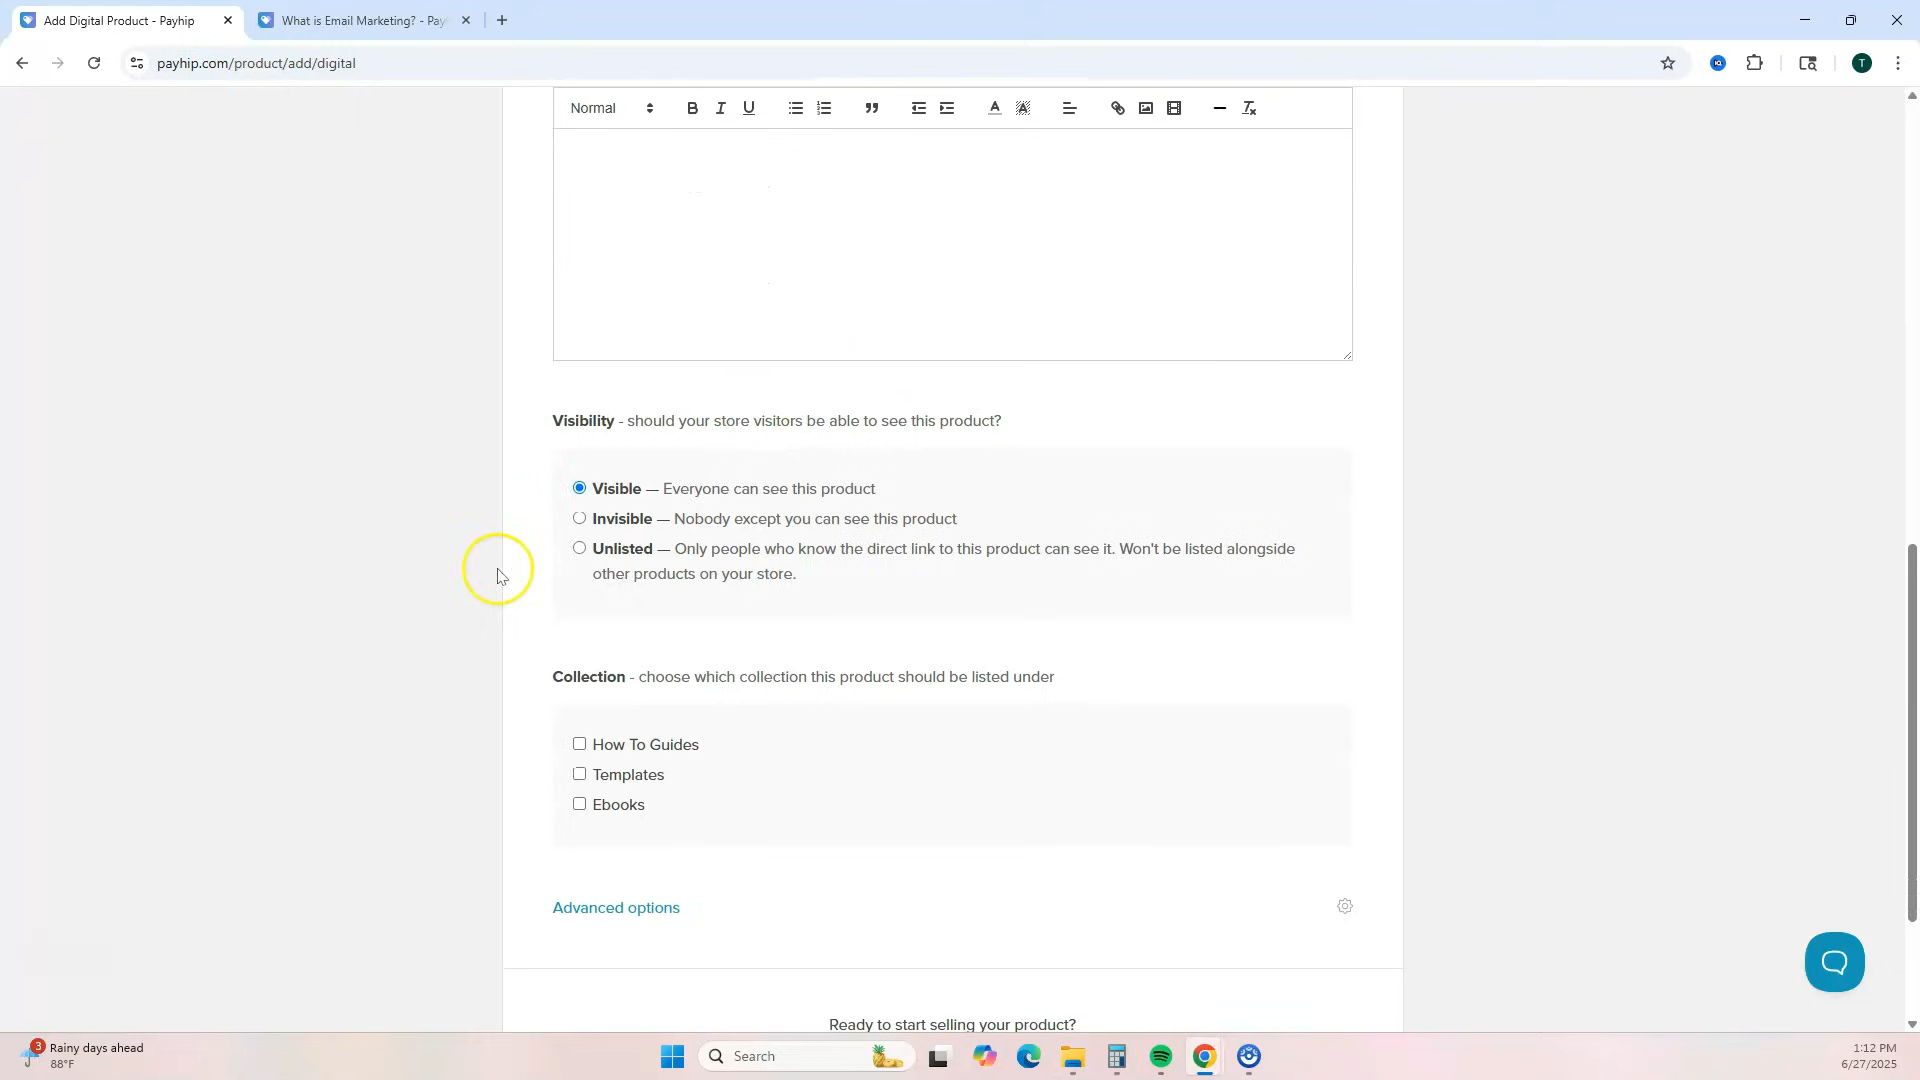 Add Digital Product - Payhip
What is Email Marketing? - Pay
payhip.com/product/add/digital
T
Normal
Visibility - should your store visitors be able to see this product?
Visible — Everyone can see this product
Invisible — Nobody except you can see this product
Unlisted — Only people who know the direct link to this product can see it. Won't be listed alongside
other products on your store.
Collection - choose which collection this product should be listed under
How To Guides
Templates
Ebooks
Advanced options
Ready to start selling your product?
3
Rainy days ahead
88°F
Search
1:12 PM
6/27/2025